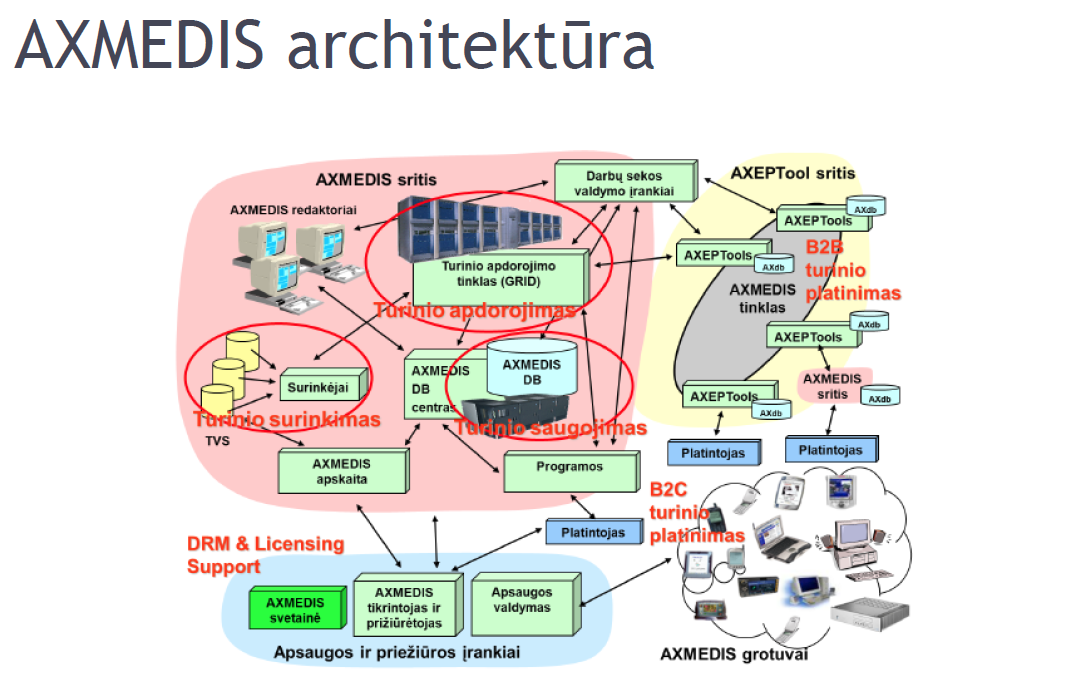 AXMEDIS architektūra
AXMEDIS sritis
Darbų sekos
valdymo įrankiai
AXEPTool sritis
AXMEDIS redaktoriai
AXEPTools
AXdb
AXEPTools
AXdb
B2B
turinio
platinimas
AXMEDIS
tinklas
Turinio apdorojimo
tinklas (GRID)
Turinio apdorojimas
AXEPTools
AXdb
Surinkėjai
Turinio surinkimas
TVS
AXMEDIS
DB
centras
AXMEDIS
DB
Turinio saugojimas
AXMEDIS
sritis
AXdb
AXEPTools
AXdb
Platintojas
Platintojas
AXMEDIS
apskaita
Programos
B2C
turinio
platinimas
Platintojas
DRM & Licensing
Support
AXMEDIS
svetainė
AXMEDIS
tikrintojas ir
prižiūrėtojas
Apsaugos
valdymas
Apsaugos ir priežiūros įrankiai
AXMEDIS grotuvai